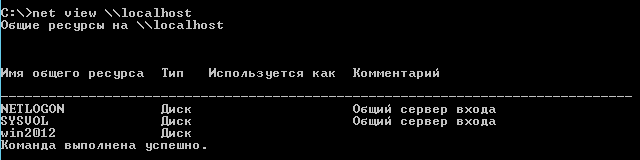 C:\>net view \\localhost
Общие ресурсы на \\localhost
Имя общего ресурса Тип Используется как Комментарий
NETLOGON Диск Общий сервер входа
SYSVOL Диск Общий сервер входа
win2012 Диск
Команда выполнена успешно.